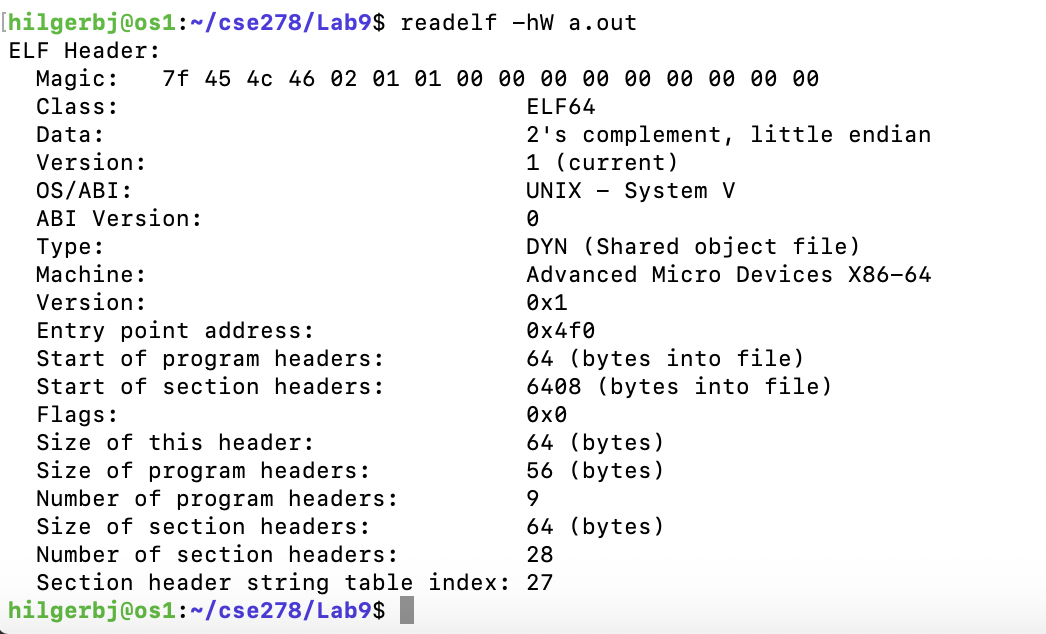 [hilgerbj@os1:~/cse278/Lab9$ readelf -hW a.out
ELF Header:
  Magic:   7f 45 4c 46 02 01 01 00 00 00 00 00 00 00 00 00
  Class:                             ELF64
  Data:                              2's complement, little endian
  Version:                           1 (current)
  OS/ABI:                            UNIX - System V
  ABI Version:                       0
  Type:                              DYN (Shared object file)
  Machine:                           Advanced Micro Devices X86-64
  Version:                           0x1
  Entry point address:               0x4f0
  Start of program headers:          64 (bytes into file)
  Start of section headers:          6408 (bytes into file)
  Flags:                             0x0
  Size of this header:               64 (bytes)
  Size of program headers:           56 (bytes)
  Number of program headers:         9
  Size of section headers:           64 (bytes)
  Number of section headers:         28
  Section header string table index: 27
hilgerbj@os1:~/cse278/Lab9$